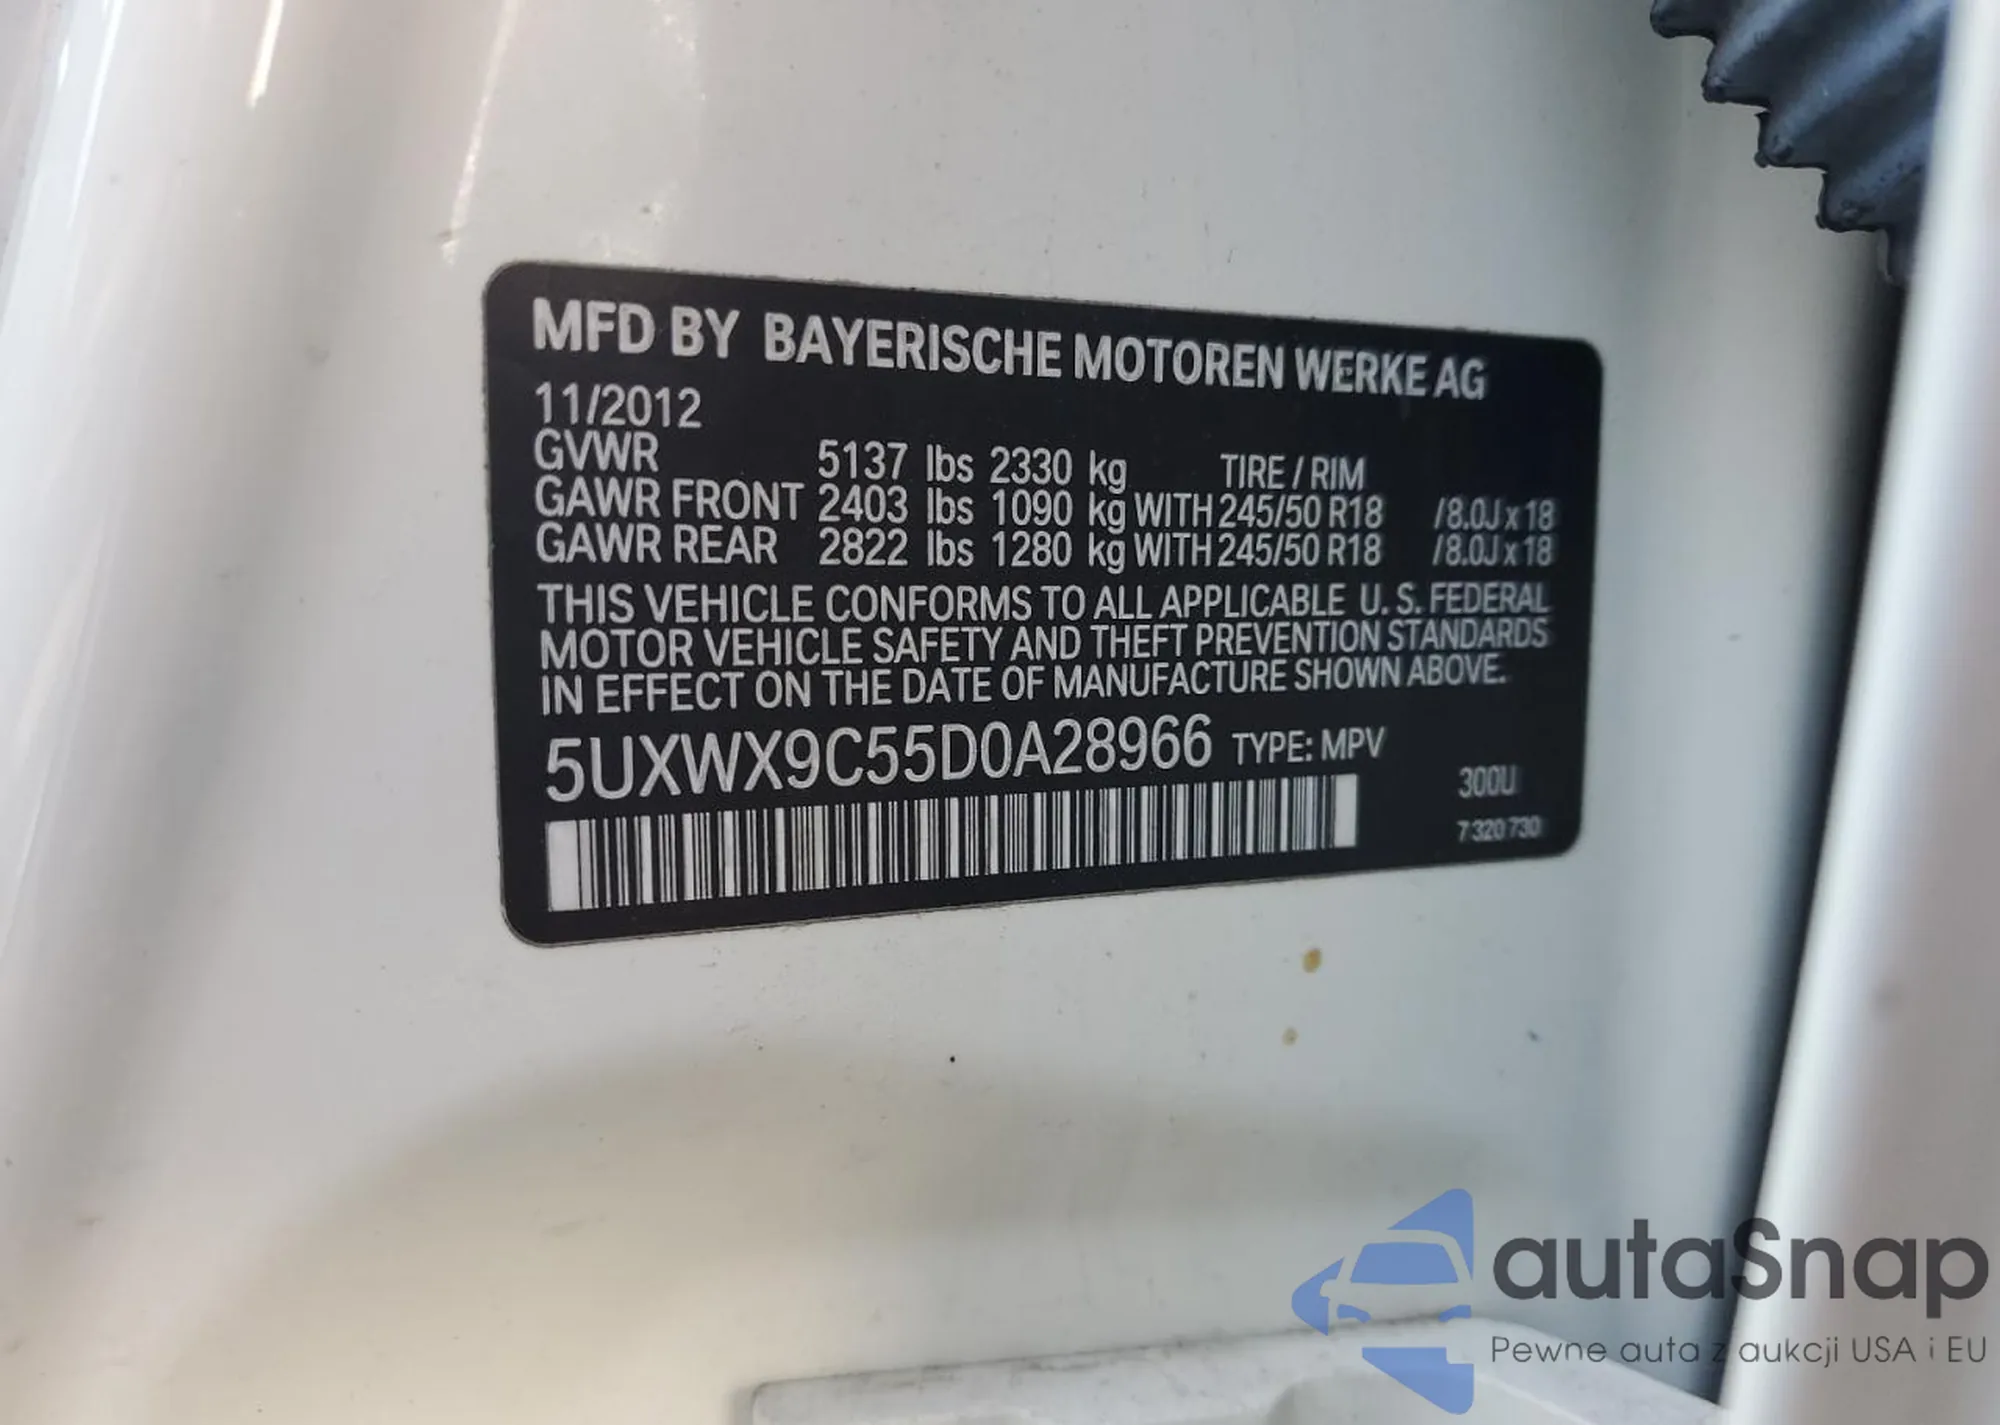 MFD BY BAYERISCHE MOTOREN WERKE AG
11/2012
GVWR 5137 lbs 2330 kg TIRE / RIM
GAWR FRONT 2403 lbs 1090 kg WITH 245/50 R18 /8.0J x 18
GAWR REAR 2822 lbs 1280 kg WITH 245/50 R18 /8.0J x 18
THIS VEHICLE CONFORMS TO ALL APPLICABLE U. S. FEDERAL
MOTOR VEHICLE SAFETY AND THEFT PREVENTION STANDARDS
IN EFFECT ON THE DATE OF MANUFACTURE SHOWN ABOVE.
5UXWX9C55D0A28966 TYPE: MPV
300U
7 320 730
autaSnap
Pewne auta z aukcji USA i EU